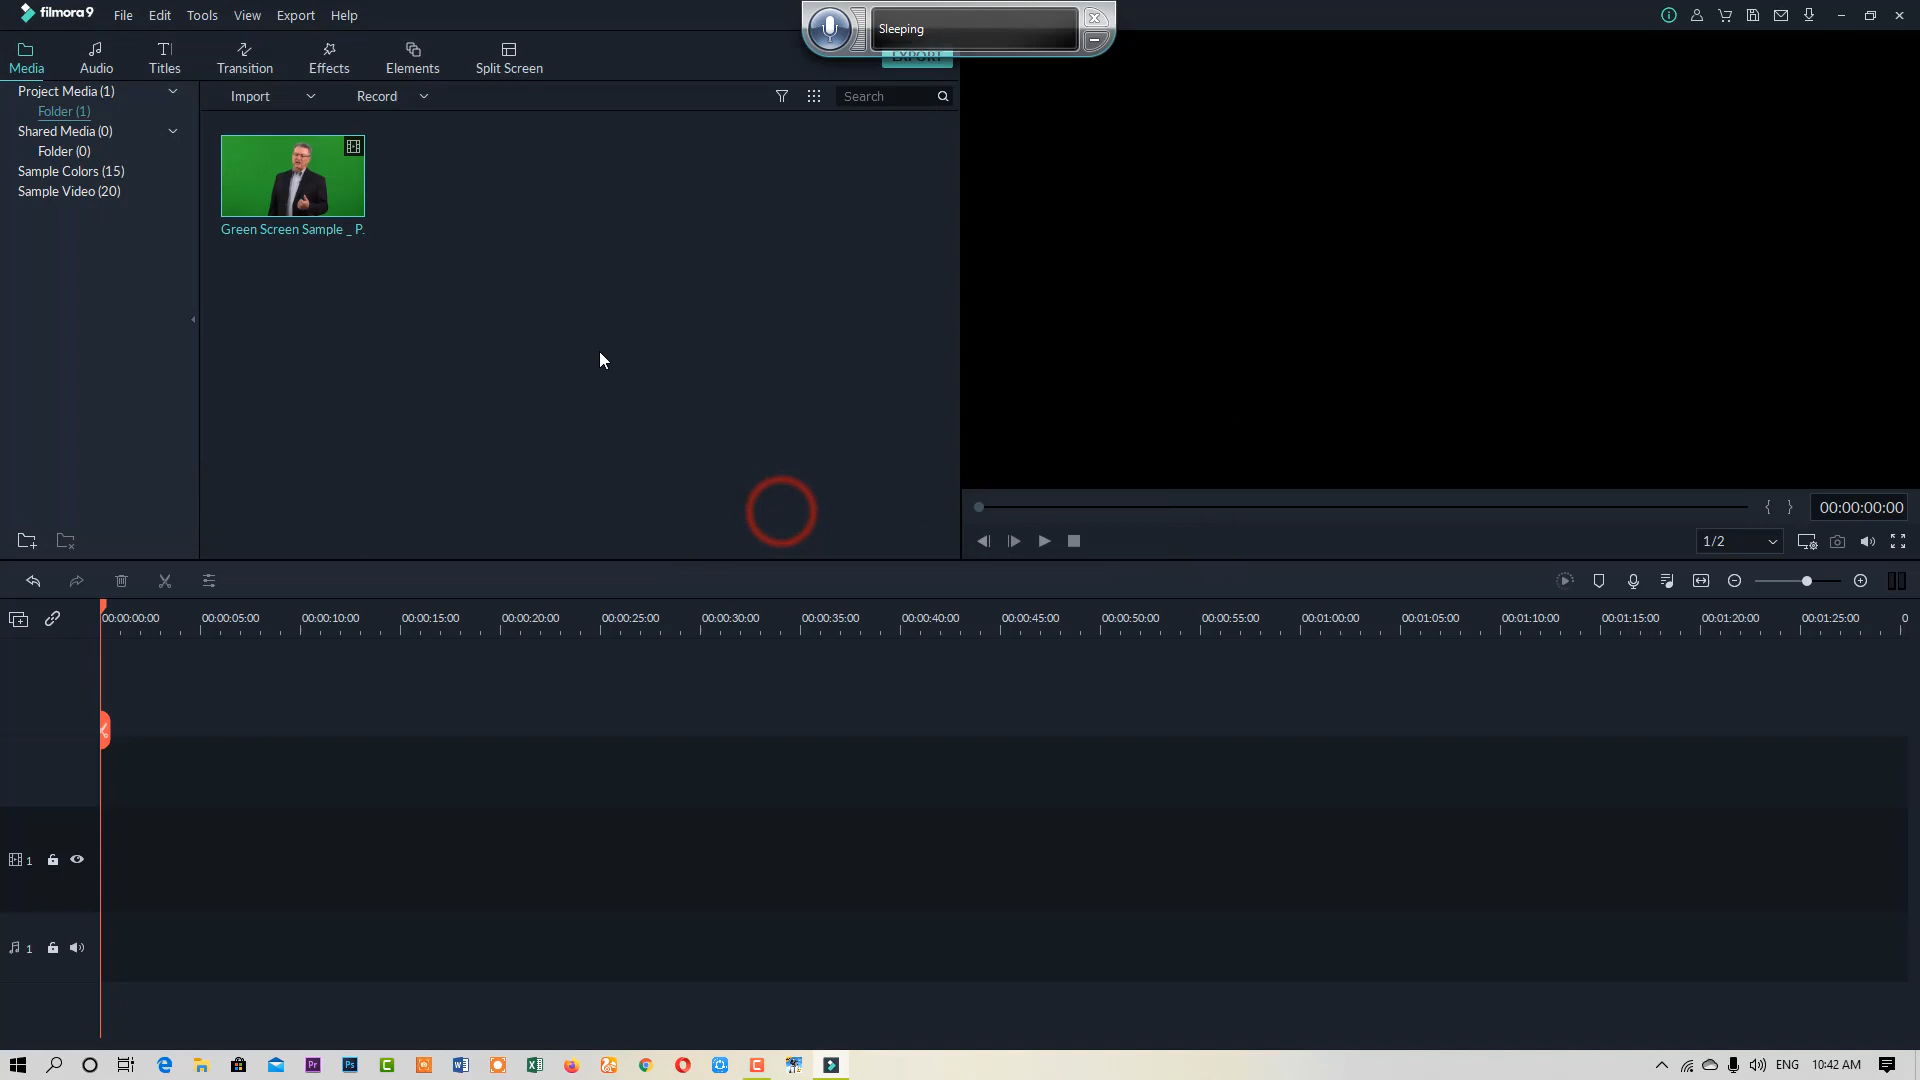 filmora9
File Edit Tools View Export Help
Sleeping
Media Audio Titles Transition Effects Elements Split Screen
EXPORT
Project Media (1)
Folder (1)
Shared Media (0)
Folder (0)
Sample Colors (15)
Sample Video (20)
Import Record Search
Green Screen Sample _ P.
00:00:00:00
1/2
00:00:00:00 00:00:05:00 00:00:10:00 00:00:15:00 00:00:20:00 00:00:25:00 00:00:30:00 00:00:35:00 00:00:40:00 00:00:45:00 00:00:50:00 00:00:55:00 00:01:00:00 00:01:05:00 00:01:10:00 00:01:15:00 00:01:20:00 00:01:25:00 0
1
1
ENG 10:42 AM